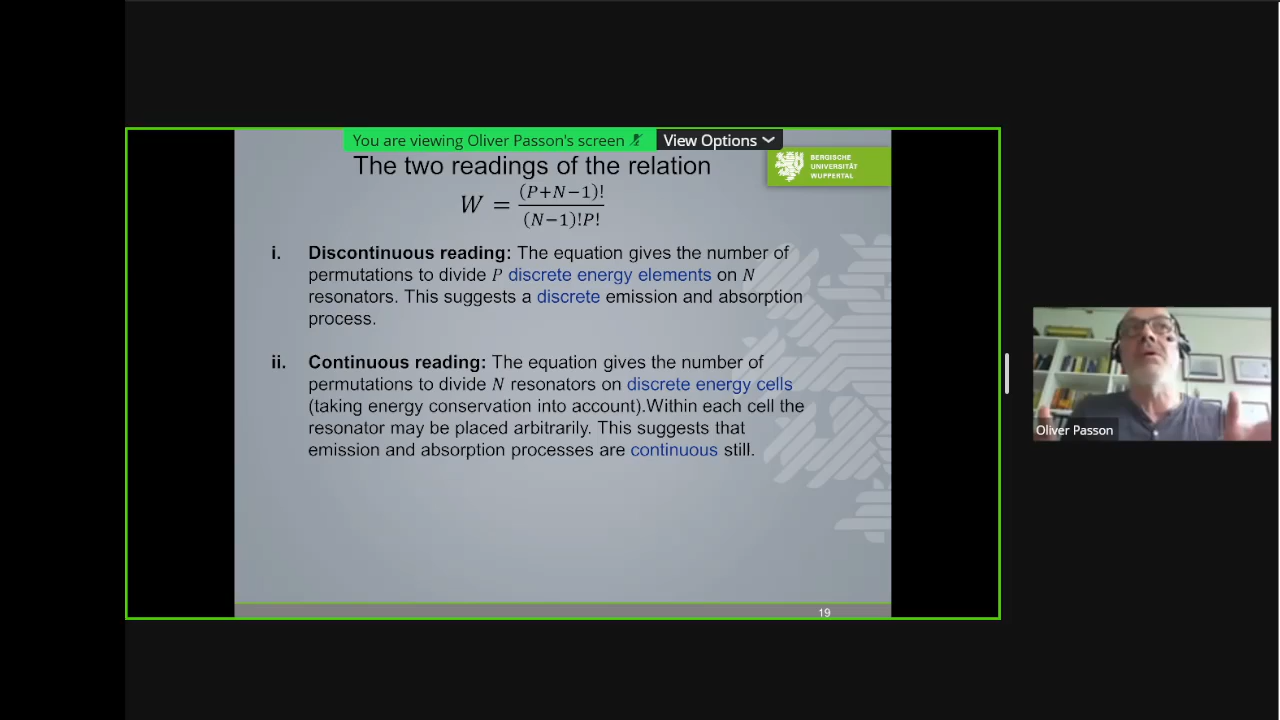 You are viewing Oliver Passon's screen
View Options
The two readings of the relation
BERGISCHE
UNIVERSITÄT
WUPPERTAL
W = (P+N−1)! / (N−1)!P!
i. Discontinuous reading: The equation gives the number of
permutations to divide P discrete energy elements on N
resonators. This suggests a discrete emission and absorption
process.
ii. Continuous reading: The equation gives the number of
permutations to divide N resonators on discrete energy cells
(taking energy conservation into account).Within each cell the
resonator may be placed arbitrarily. This suggests that
emission and absorption processes are continuous still.
Oliver Passon
19